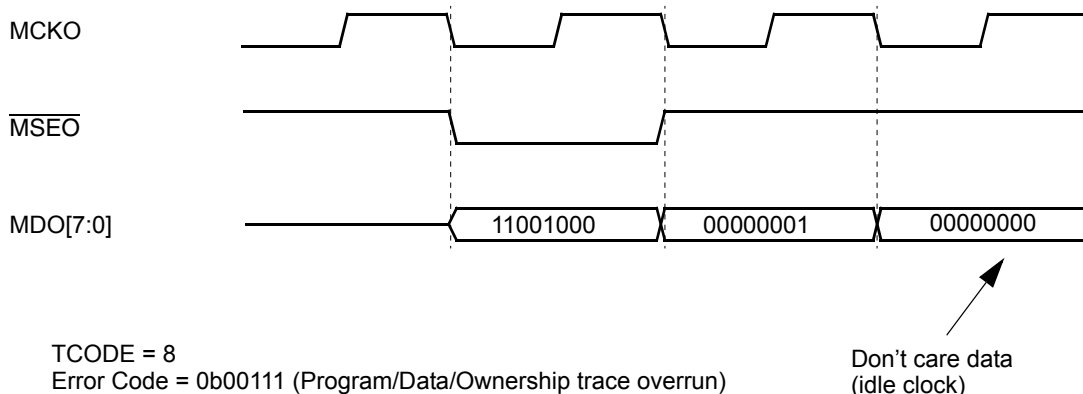 MCKO
MSEO
MDO[7:0] 11001000 00000001 00000000
TCODE = 8
Error Code = 0b00111 (Program/Data/Ownership trace overrun)
Don't care data
(idle clock)